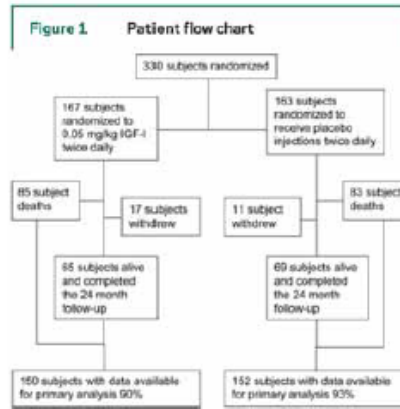 Figure 1 Patient flow chart
330 subjects randomized
167 subjects
randomized to
0.05 mg/kg IGF-I
twice daily
163 subjects
randomized to
receive placebo
injections twice daily
85 subject
deaths
17 subjects
withdrew
11 subject
withdrew
83 subject
deaths
65 subjects alive
and completed
the 24 month
follow-up
69 subjects alive
and completed
the 24 month
follow-up
150 subjects with data available
for primary analysis 90%
152 subjects with data available
for primary analysis 93%